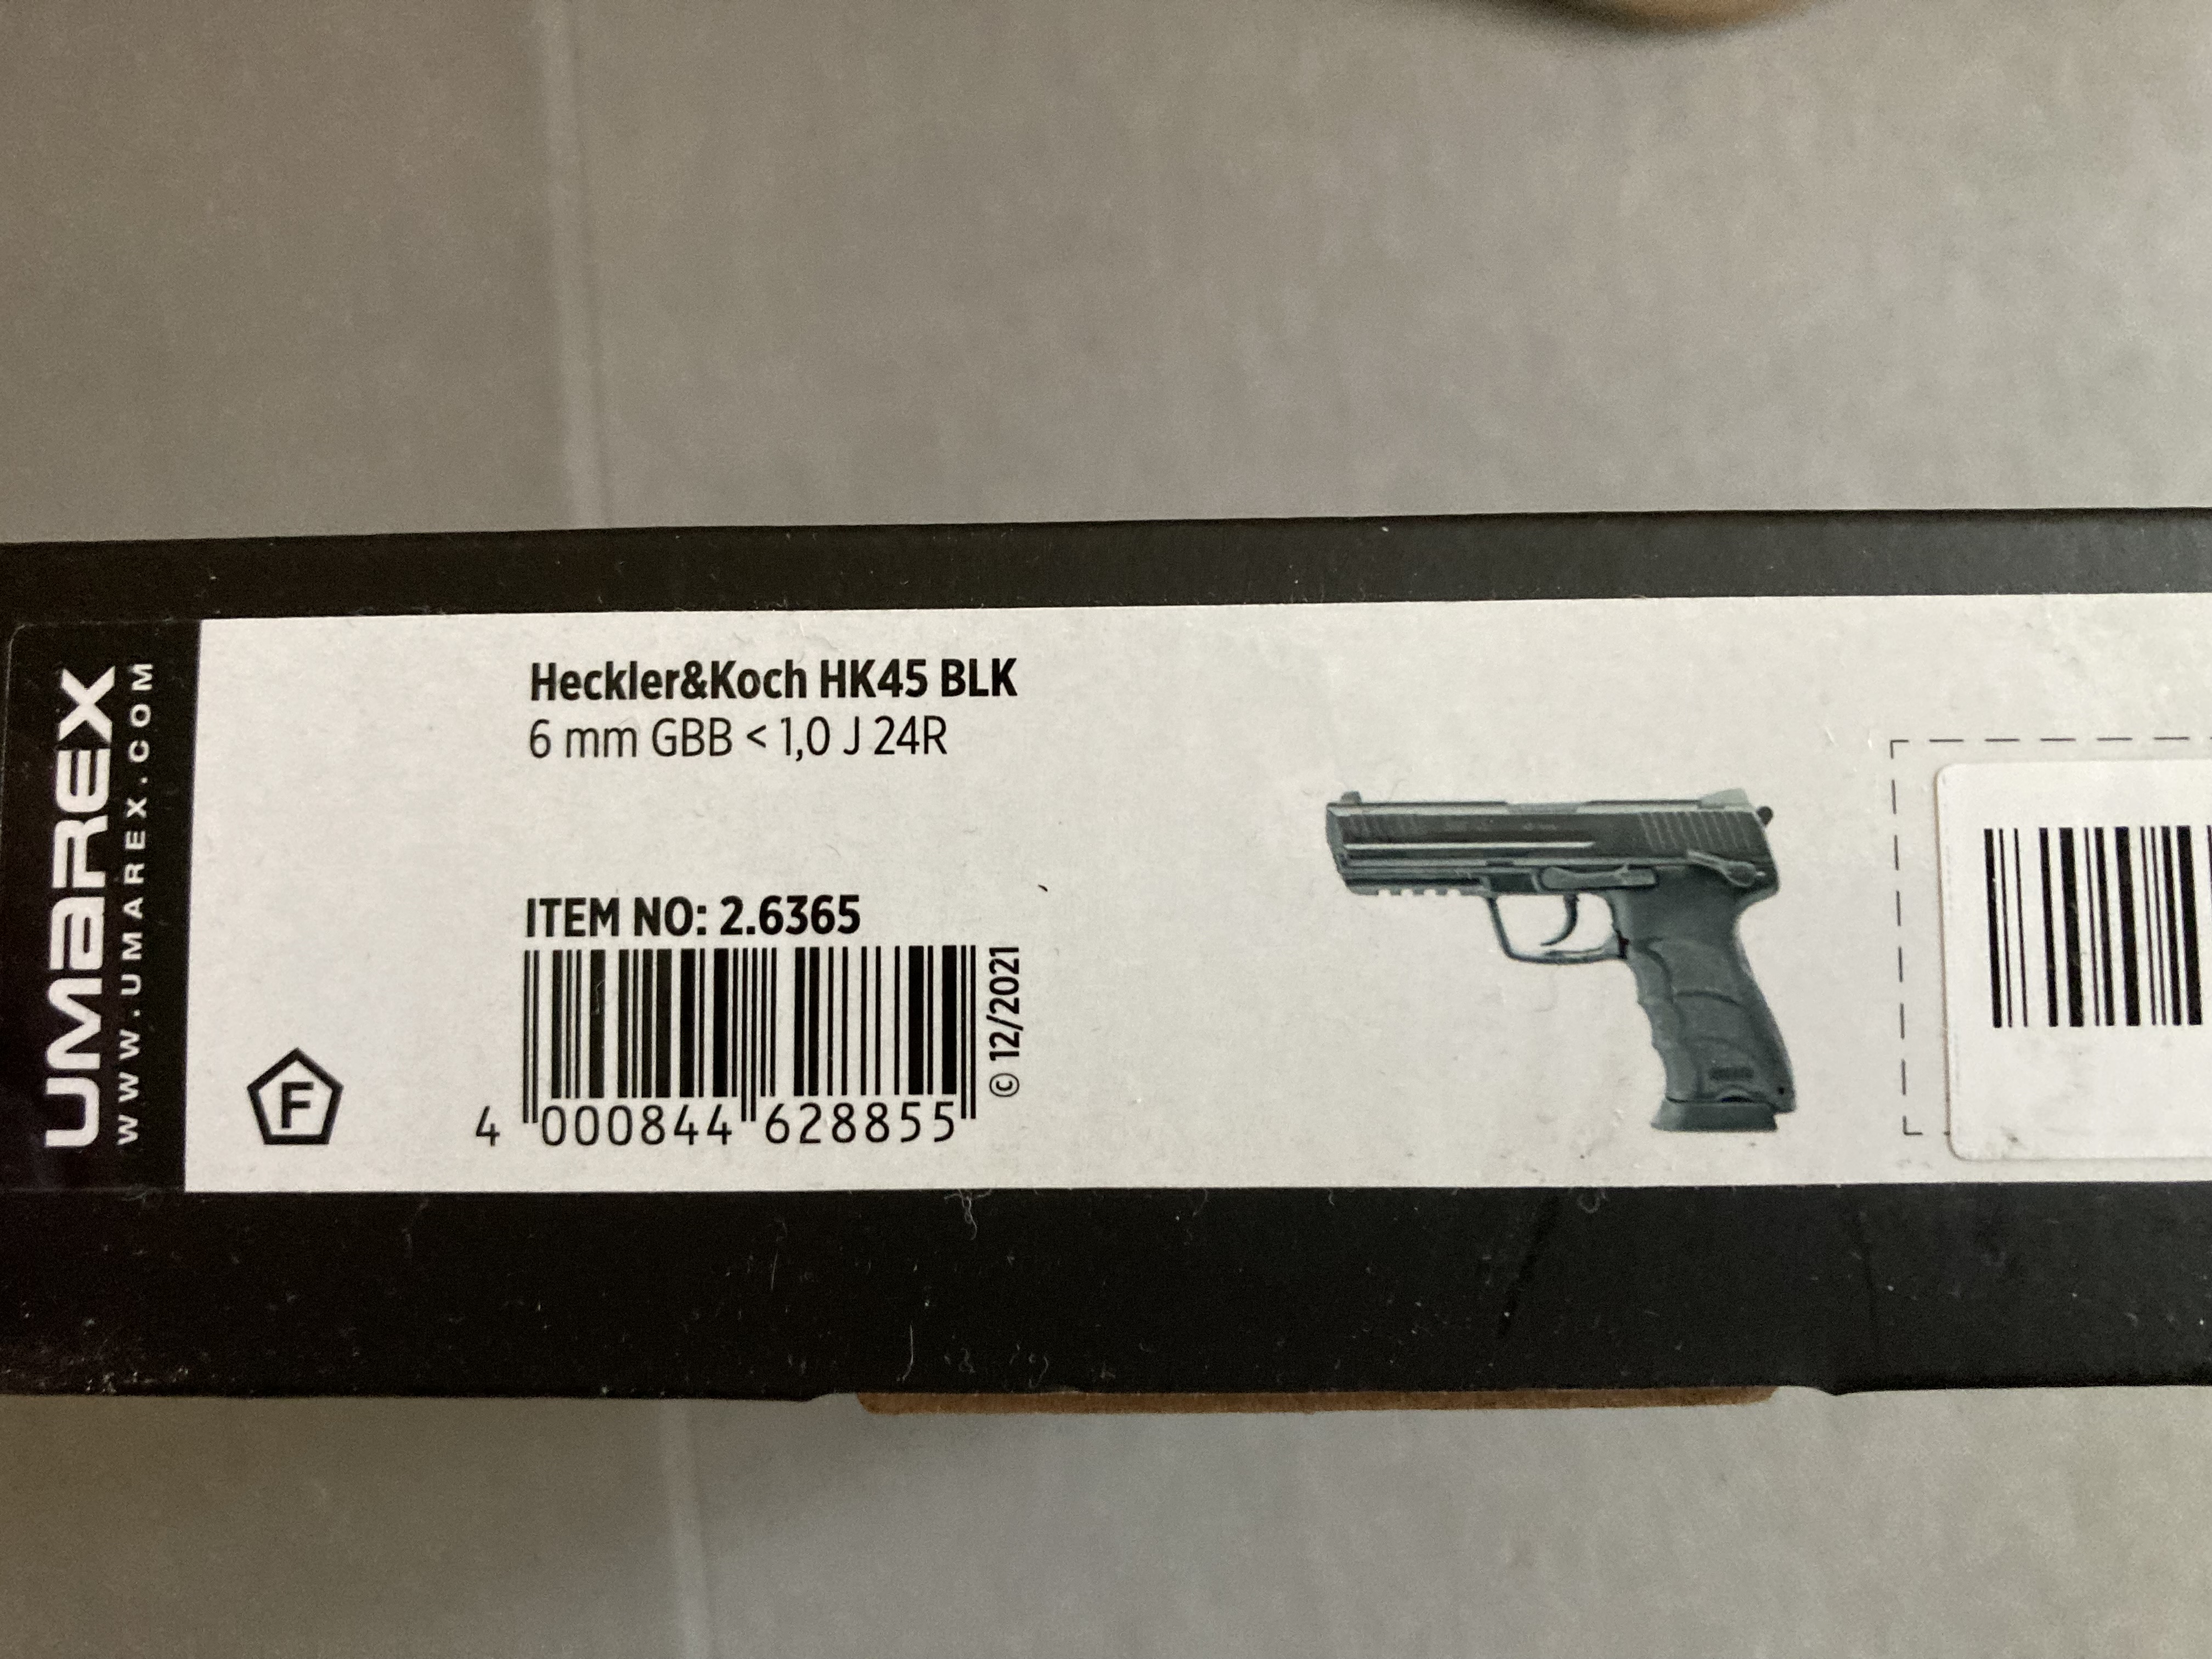 UMAREX
WWW.UMAREX.COM
Heckler&Koch HK45 BLK
6 mm GBB < 1,0 J 24R
ITEM NO: 2.6365
4 000844 628855
© 12/2021
F